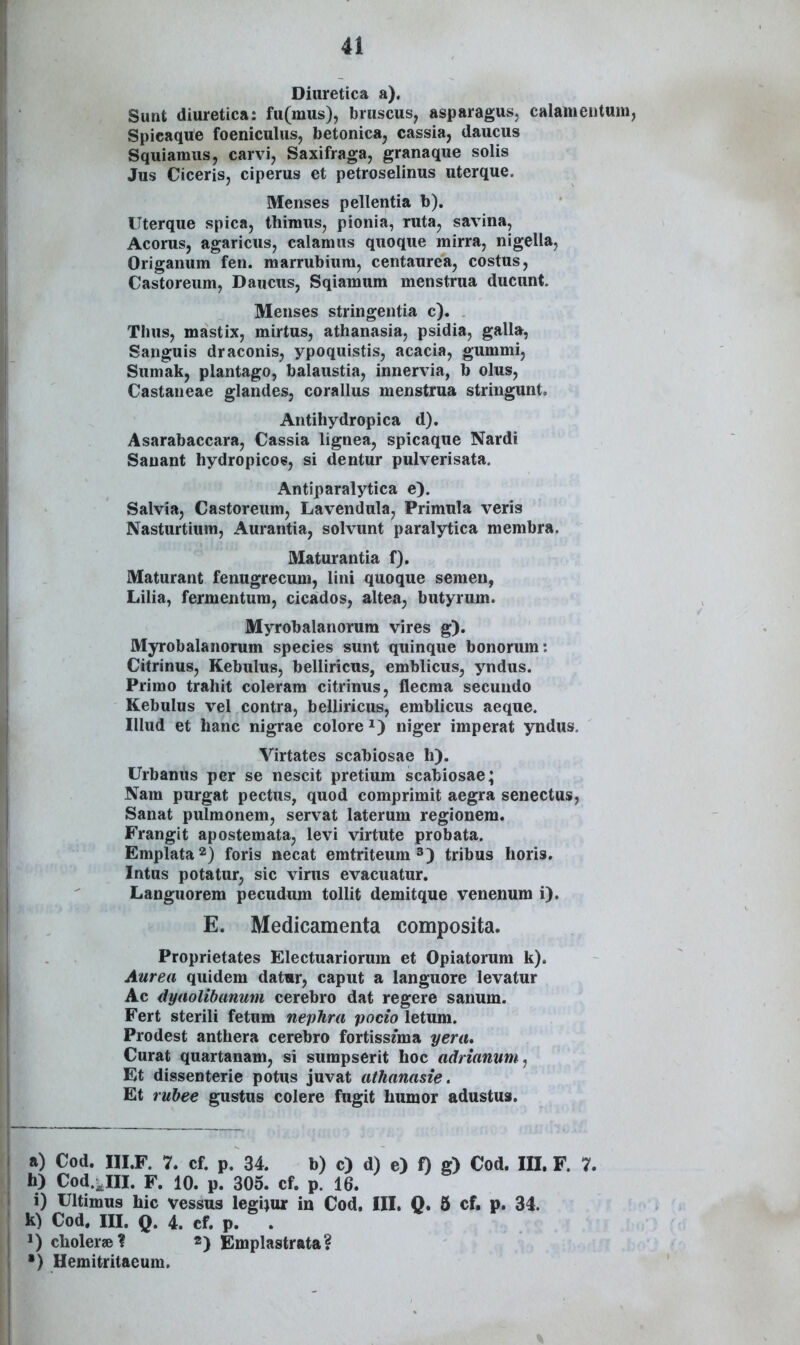 41
Diuretica a).
Sunt diuretica: fu(mus), bruscus, asparagus, calamentum,
Spicaque foeniculus, betonica, cassia, daucus
Squiamus, carvi, Saxifraga, granaque solis
Jus Ciceris, ciperus et petroselinus uterque.
Menses pellentia b).
Uterque spica, thimus, pionia, ruta, savina,
Acorus, agaricus, calamus quoque mirra, nigella,
Origanum fen. marrubium, centaurea, costus,
Castoreum, Daucus, Sqiamum menstrua ducunt.
Menses stringentia c).
Thus, mastix, mirtus, athanasia, psidia, galla,
Sanguis draconis, ypoquistis, acacia, gummi,
Sumak, plantago, balaustia, innervia, b olus,
Castaneae glandes, corallus menstrua stringunt.
Antihydropica d).
Asarabaccara, Cassia lignea, spicaque Nardi
Sanant hydropicos, si dentur pulverisata.
Antiparalytica e).
Salvia, Castoreum, Lavendula, Primula veris
Nasturtium, Aurantia, solvunt paralytica membra.
Maturantia f).
Maturant fenugrecum, lini quoque semen,
Lilia, fermentum, cicados, altea, butyrum.
Myrobalanorum vires g).
Myrobalanorum species sunt quinque bonorum:
Citrinus, Kebulus, belliricus, emblicus, yndus.
Primo trahit coleram citrinus, flecma secundo
Kebulus vel contra, belliricus, emblicus aeque.
Illud et hanc nigrae colore ¹) niger imperat yndus.
Virtates scabiosae h).
Urbanus per se nescit pretium scabiosae;
Nam purgat pectus, quod comprimit aegra senectus,
Sanat pulmonem, servat laterum regionem.
Frangit apostemata, levi virtute probata.
Emplata ²) foris necat emtriteum ³) tribus horis.
Intus potatur, sic virus evacuatur.
Languorem pecudum tollit demitque venenum i).
E. Medicamenta composita.
Proprietates Electuariorum et Opiatorum k).
Aurea quidem datur, caput a languore levatur
Ac dyaolibanum cerebro dat regere sanum.
Fert sterili fetum nephra pocio letum.
Prodest anthera cerebro fortissima yera.
Curat quartanam, si sumpserit hoc adrianum,
Et dissenterie potus juvat athanasie.
Et rubee gustus colere fugit humor adustus.
a) Cod. III.F. 7. cf. p. 34. b) c) d) e) f) g) Cod. III. F. 7.
h) Cod. III. F. 10. p. 305. cf. p. 16.
i) Ultimus hic vessus legitur in Cod. III. Q. 5 cf. p. 34.
k) Cod. III. Q. 4. cf. p. .
¹) choleræ? ²) Emplastrata?
³) Hemitritaeum.